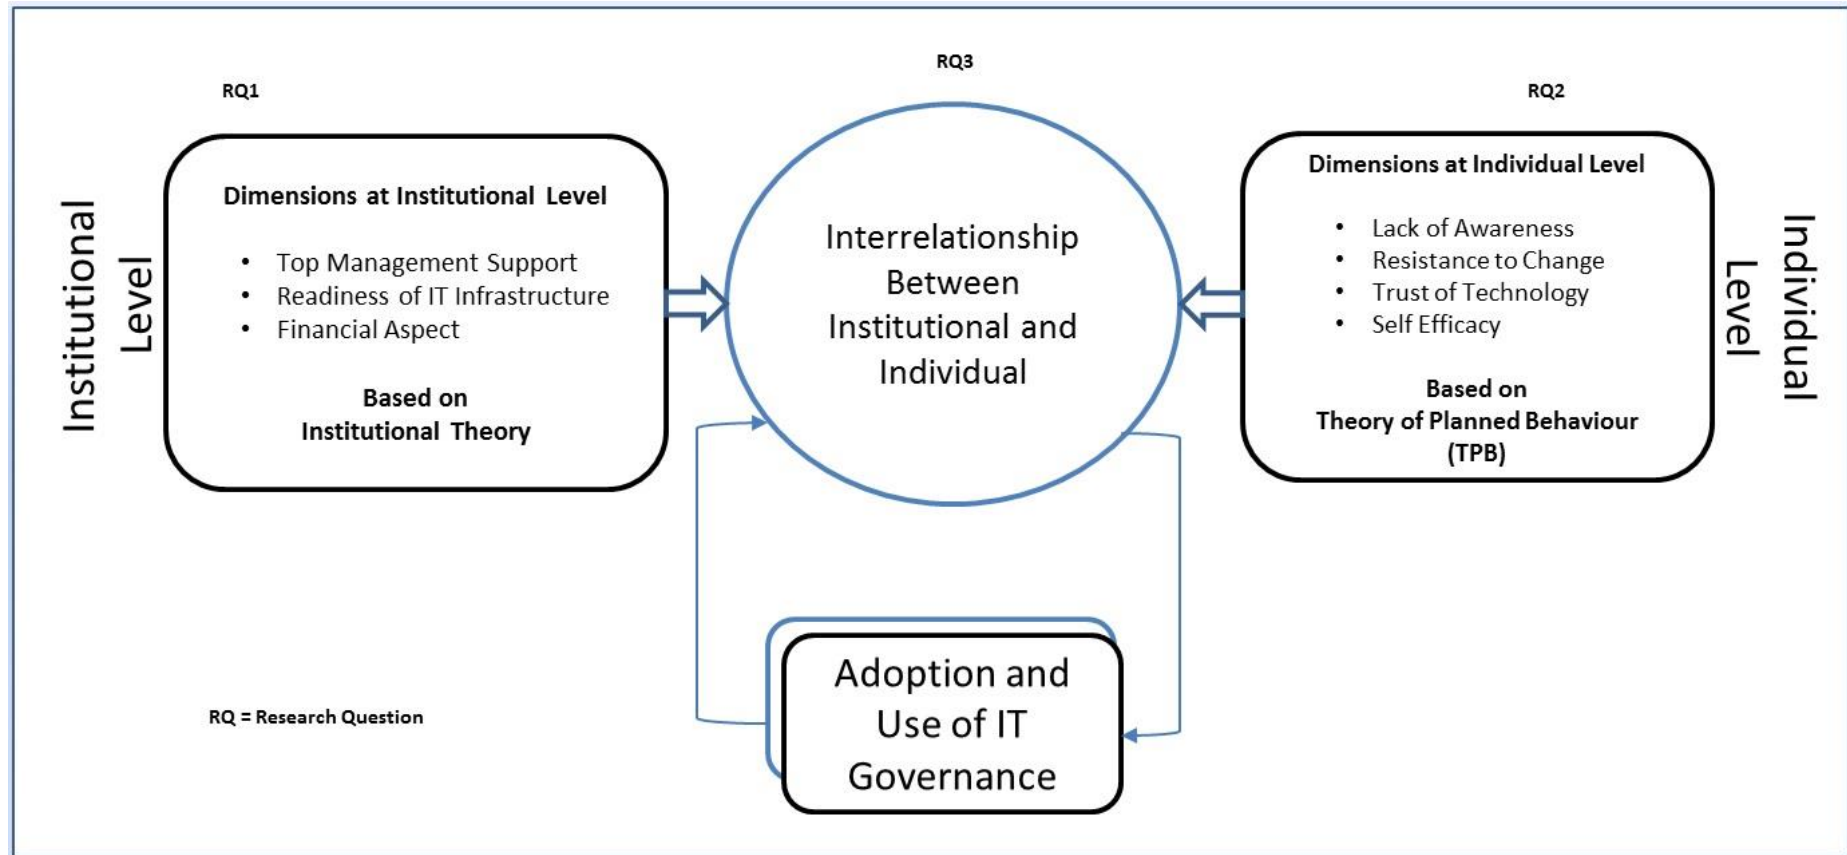 RQ3
RQ1
RQ2
Institutional
Level
Dimensions at Institutional Level
• Top Management Support
• Readiness of IT Infrastructure
• Financial Aspect
Based on
Institutional Theory
Interrelationship
Between
Institutional and
Individual
Dimensions at Individual Level
• Lack of Awareness
• Resistance to Change
• Trust of Technology
• Self Efficacy
Based on
Theory of Planned Behaviour
(TPB)
Individual
Level
Adoption and
Use of IT
Governance
RQ = Research Question